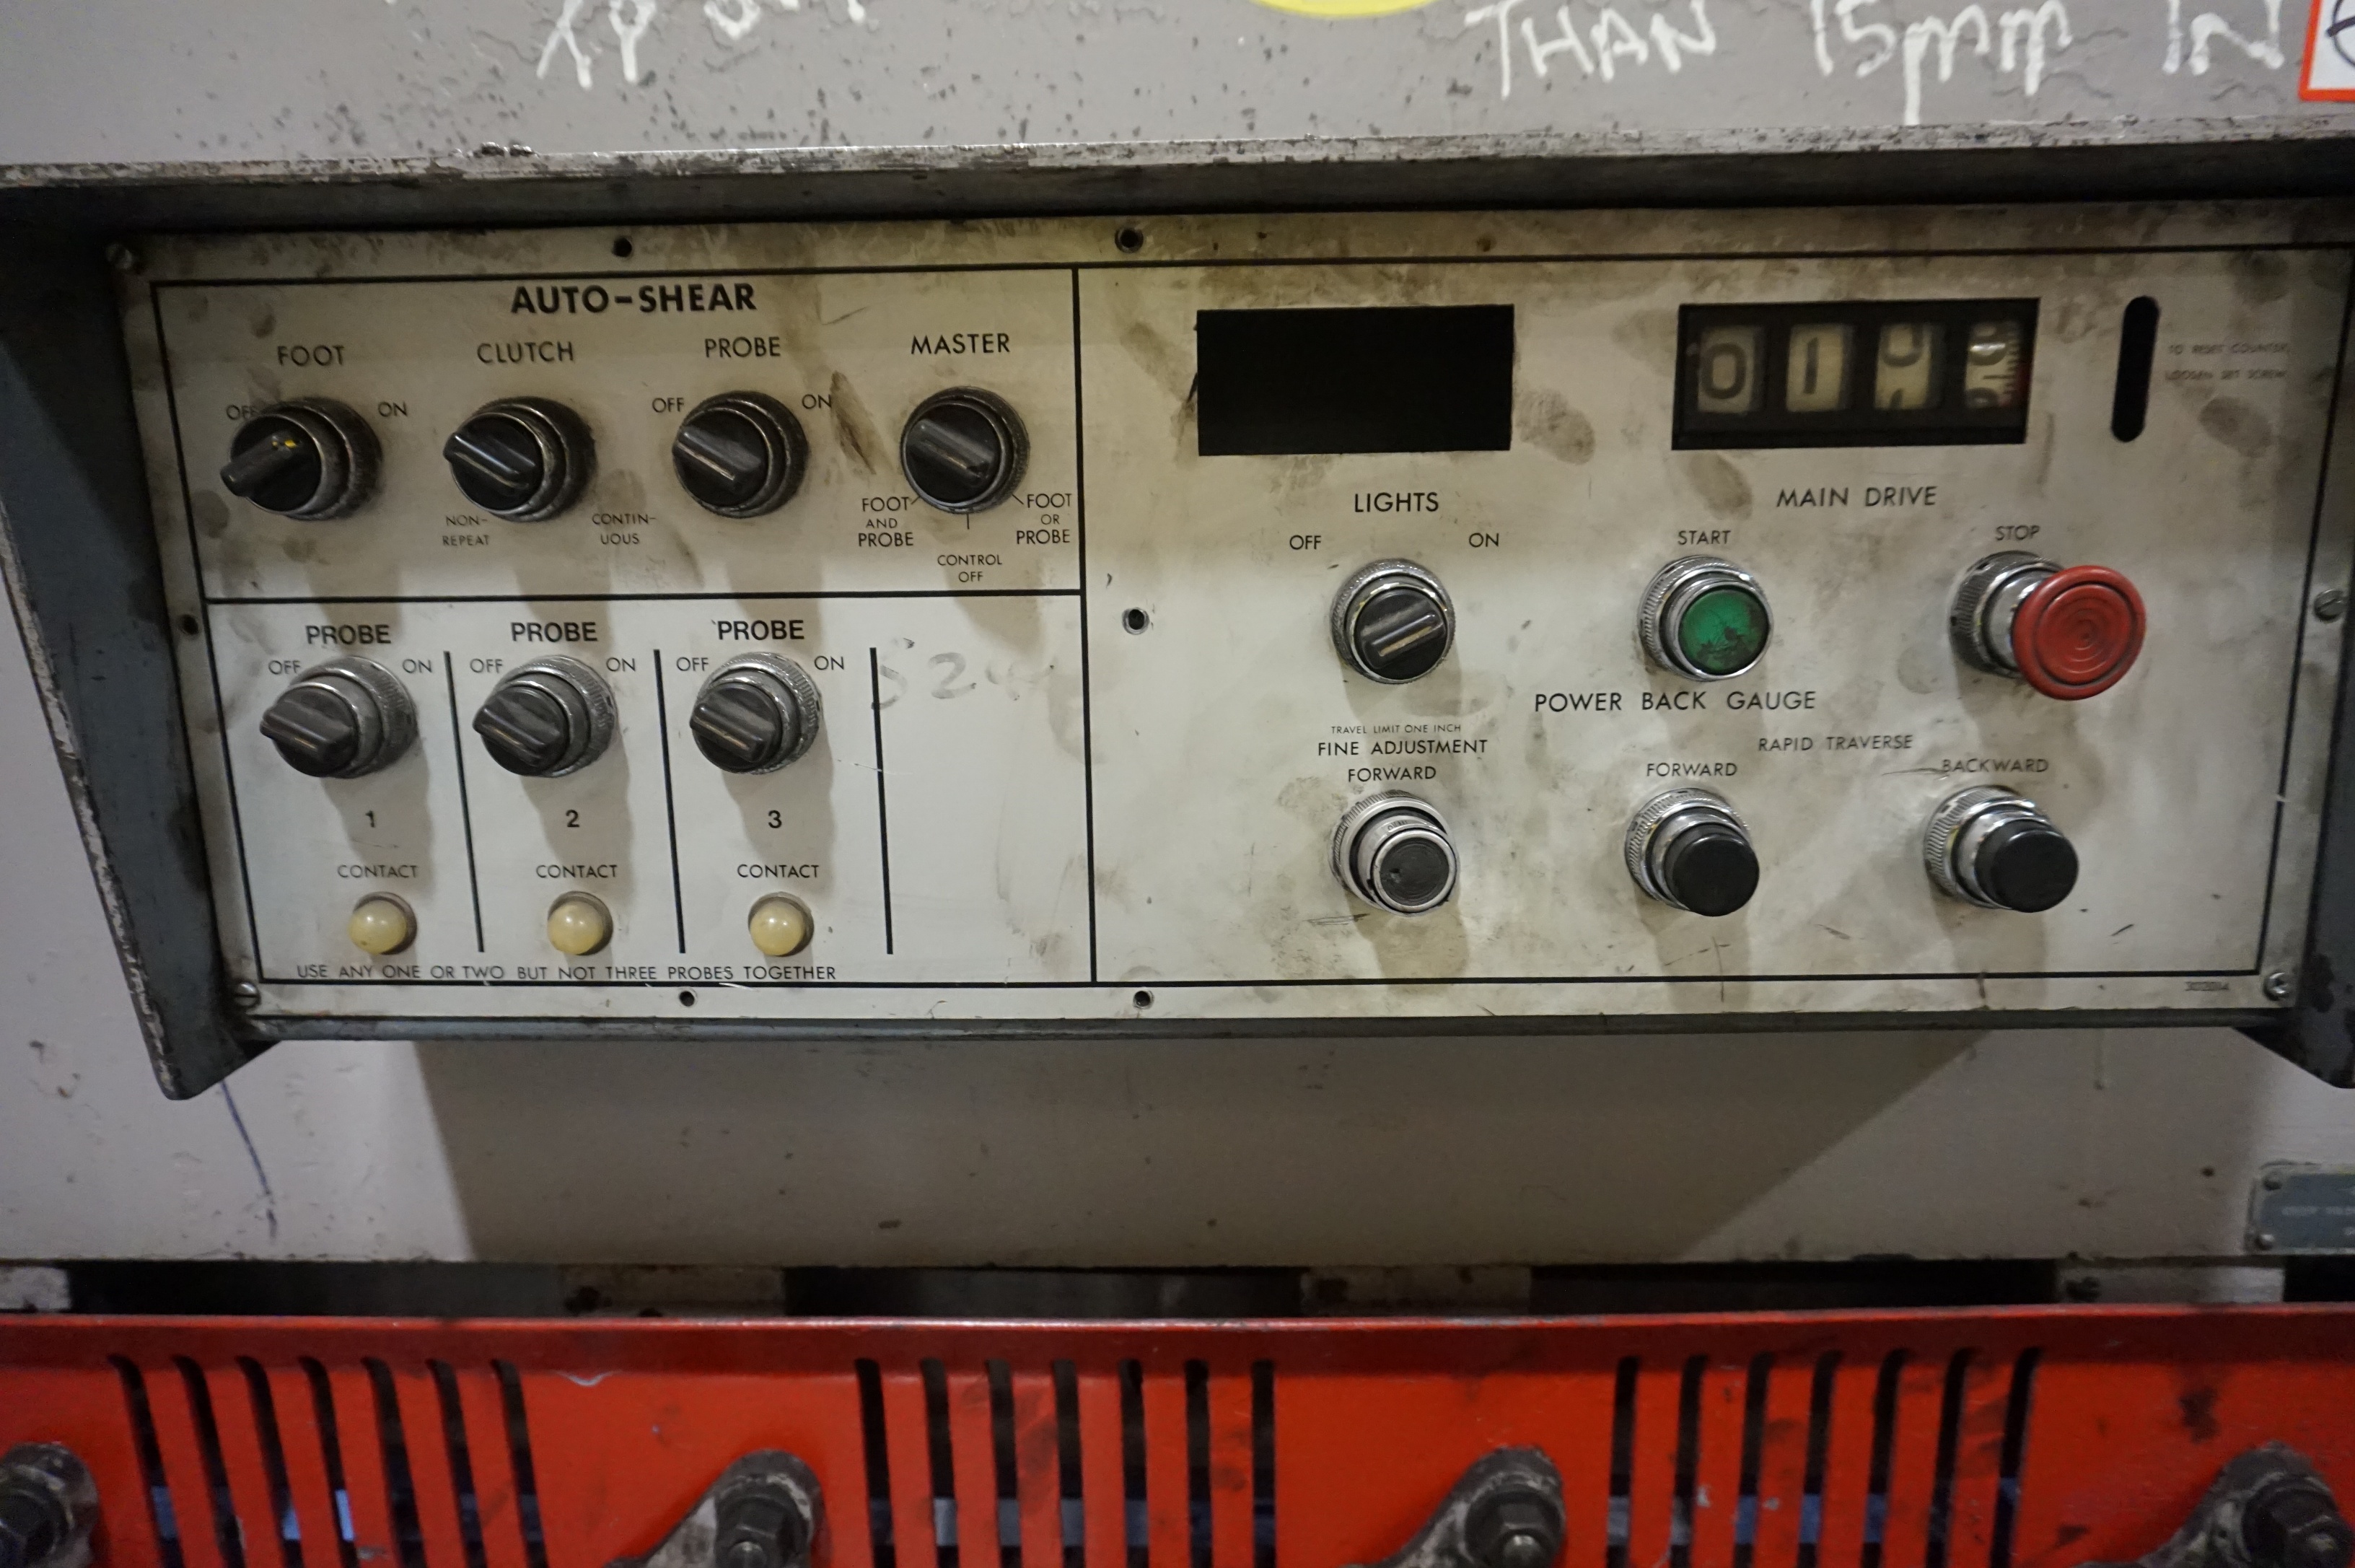 THAN 15mm IN
AUTO-SHEAR
FOOT CLUTCH PROBE MASTER
OFF ON
OFF ON
NON-REPEAT
CONTIN-UOUS
FOOT AND PROBE
CONTROL OFF
FOOT OR PROBE
PROBE PROBE PROBE
OFF ON OFF ON OFF ON
1 2 3
CONTACT CONTACT CONTACT
USE ANY ONE OR TWO BUT NOT THREE PROBES TOGETHER
524
01
TO RESET COUNTER
LOOSEN SET SCREW
LIGHTS
OFF ON
MAIN DRIVE
START STOP
POWER BACK GAUGE
TRAVEL LIMIT ONE INCH
FINE ADJUSTMENT
FORWARD
RAPID TRAVERSE
FORWARD BACKWARD